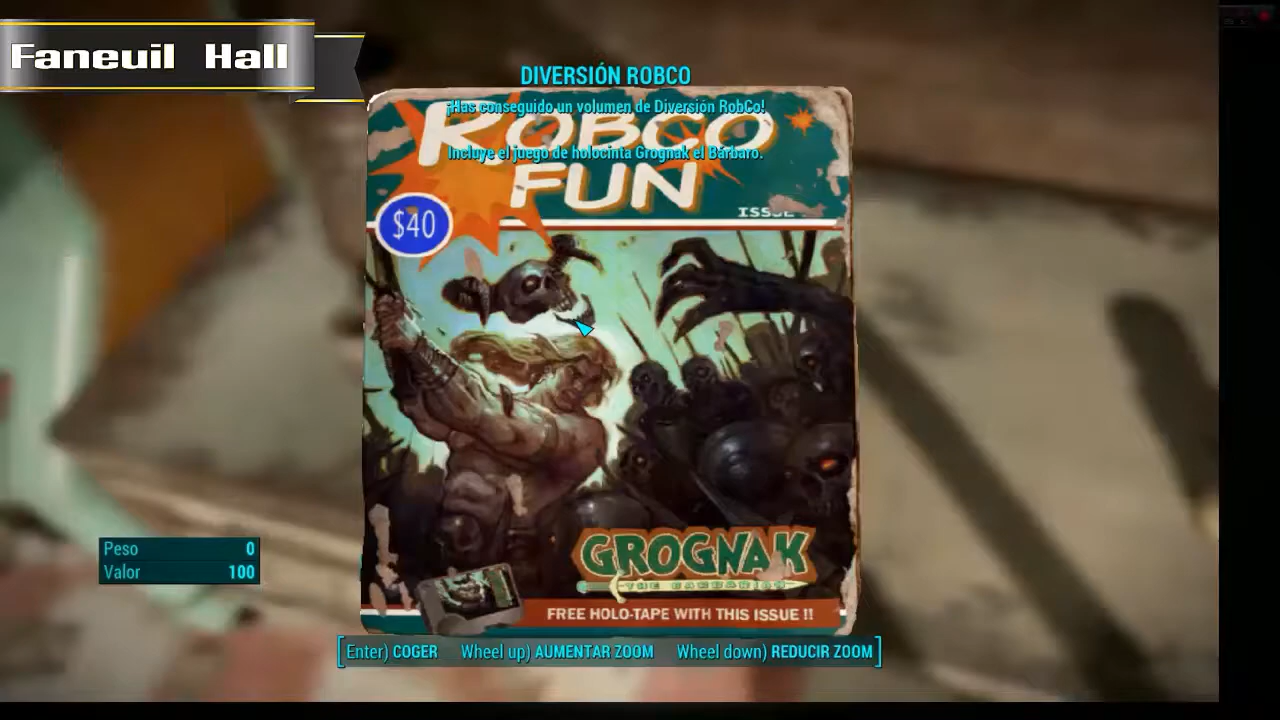 Faneuil Hall
DIVERSIÓN ROBCO
¡Has conseguido un volumen de Diversión RobCo!
ROBCO
Incluye el juego de holocinta Grognak el Bárbaro.
FUN
ISSUE
$40
Peso 0
Valor 100
GROGNAK
THE BARBARIAN
FREE HOLO-TAPE WITH THIS ISSUE !!
Enter) COGER Wheel up) AUMENTAR ZOOM Wheel down) REDUCIR ZOOM